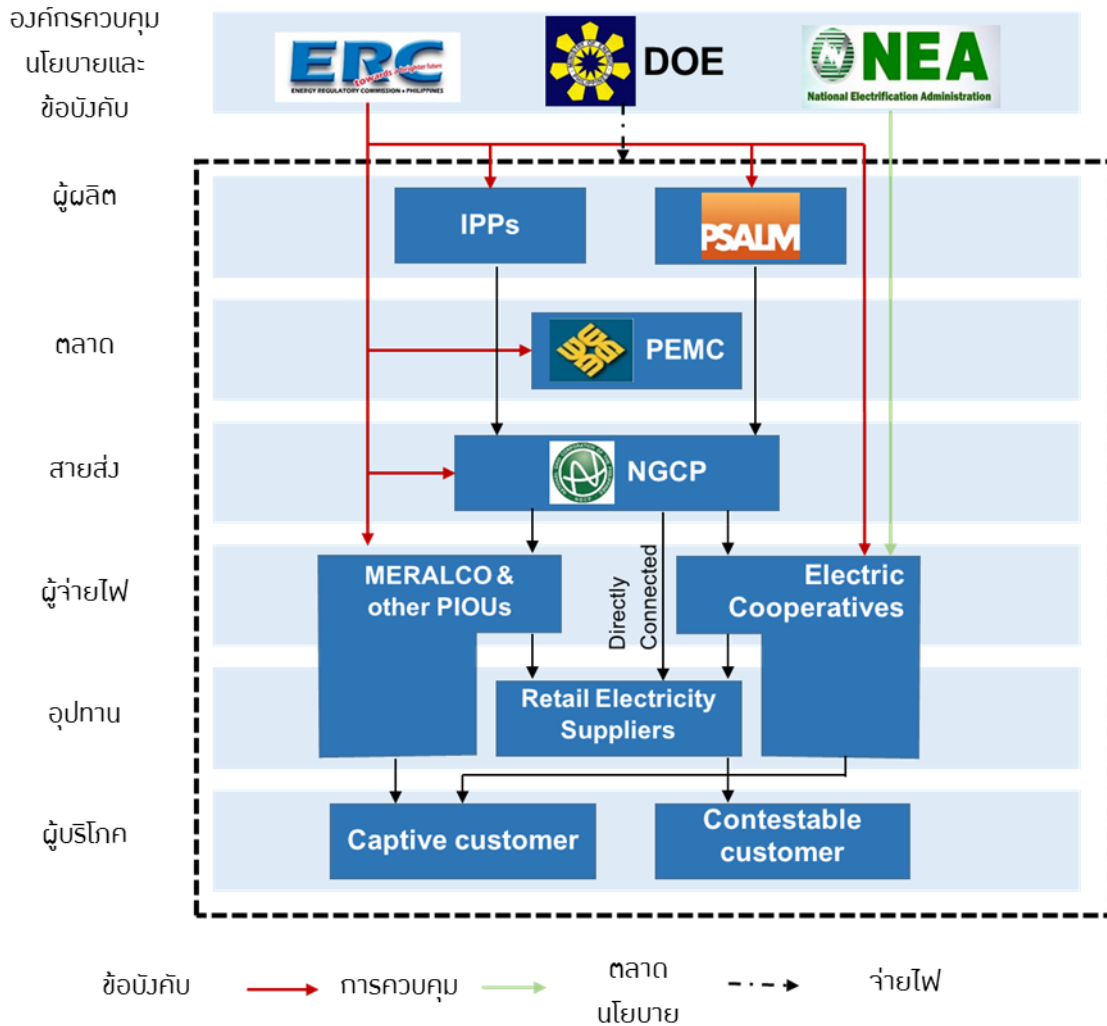 องค์กรควบคุม
นโยบายและ
ข้อบังคับ
ERC
towards a brighter future
ENERGY REGULATORY COMMISSION • PHILIPPINES
DOE
NEA
National Electrification Administration
ผู้ผลิต
IPPs
PSALM
ตลาด
PEMC
สายส่ง
NGCP
ผู้จ่ายไฟ
MERALCO &
other PIOUs
Directly
Connected
Electric
Cooperatives
อุปทาน
Retail Electricity
Suppliers
ผู้บริโภค
Captive customer
Contestable
customer
ข้อบังคับ
การควบคุม
ตลาด
นโยบาย
จ่ายไฟ